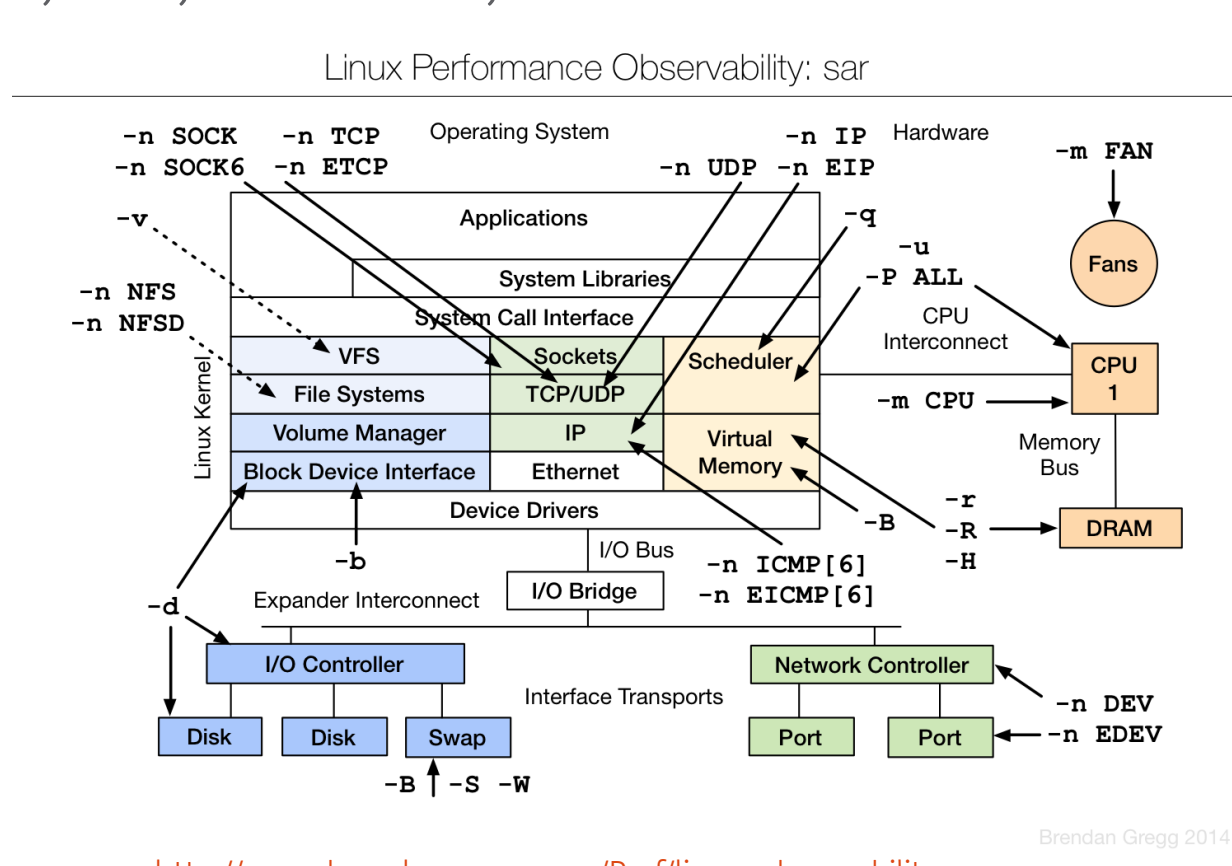 Linux Performance Observability: sar
-n SOCK -n TCP Operating System -n IP Hardware
-n SOCK6 -n ETCP -n UDP -n EIP -m FAN
-v Applications -q
-u
Fans
System Libraries -P ALL
-n NFS
-n NFSD System Call Interface CPU
Interconnect
VFS Sockets Scheduler CPU
1
File Systems TCP/UDP -m CPU
Linux Kernel
Volume Manager IP Virtual
Memory Memory
Bus
Block Device Interface Ethernet
-r
Device Drivers -B -R DRAM
-H
-b I/O Bus -n ICMP[6]
I/O Bridge -n EICMP[6]
-d Expander Interconnect
I/O Controller Network Controller
Interface Transports -n DEV
Disk Disk Swap Port Port -n EDEV
-B -S -W
Brendan Gregg 2014